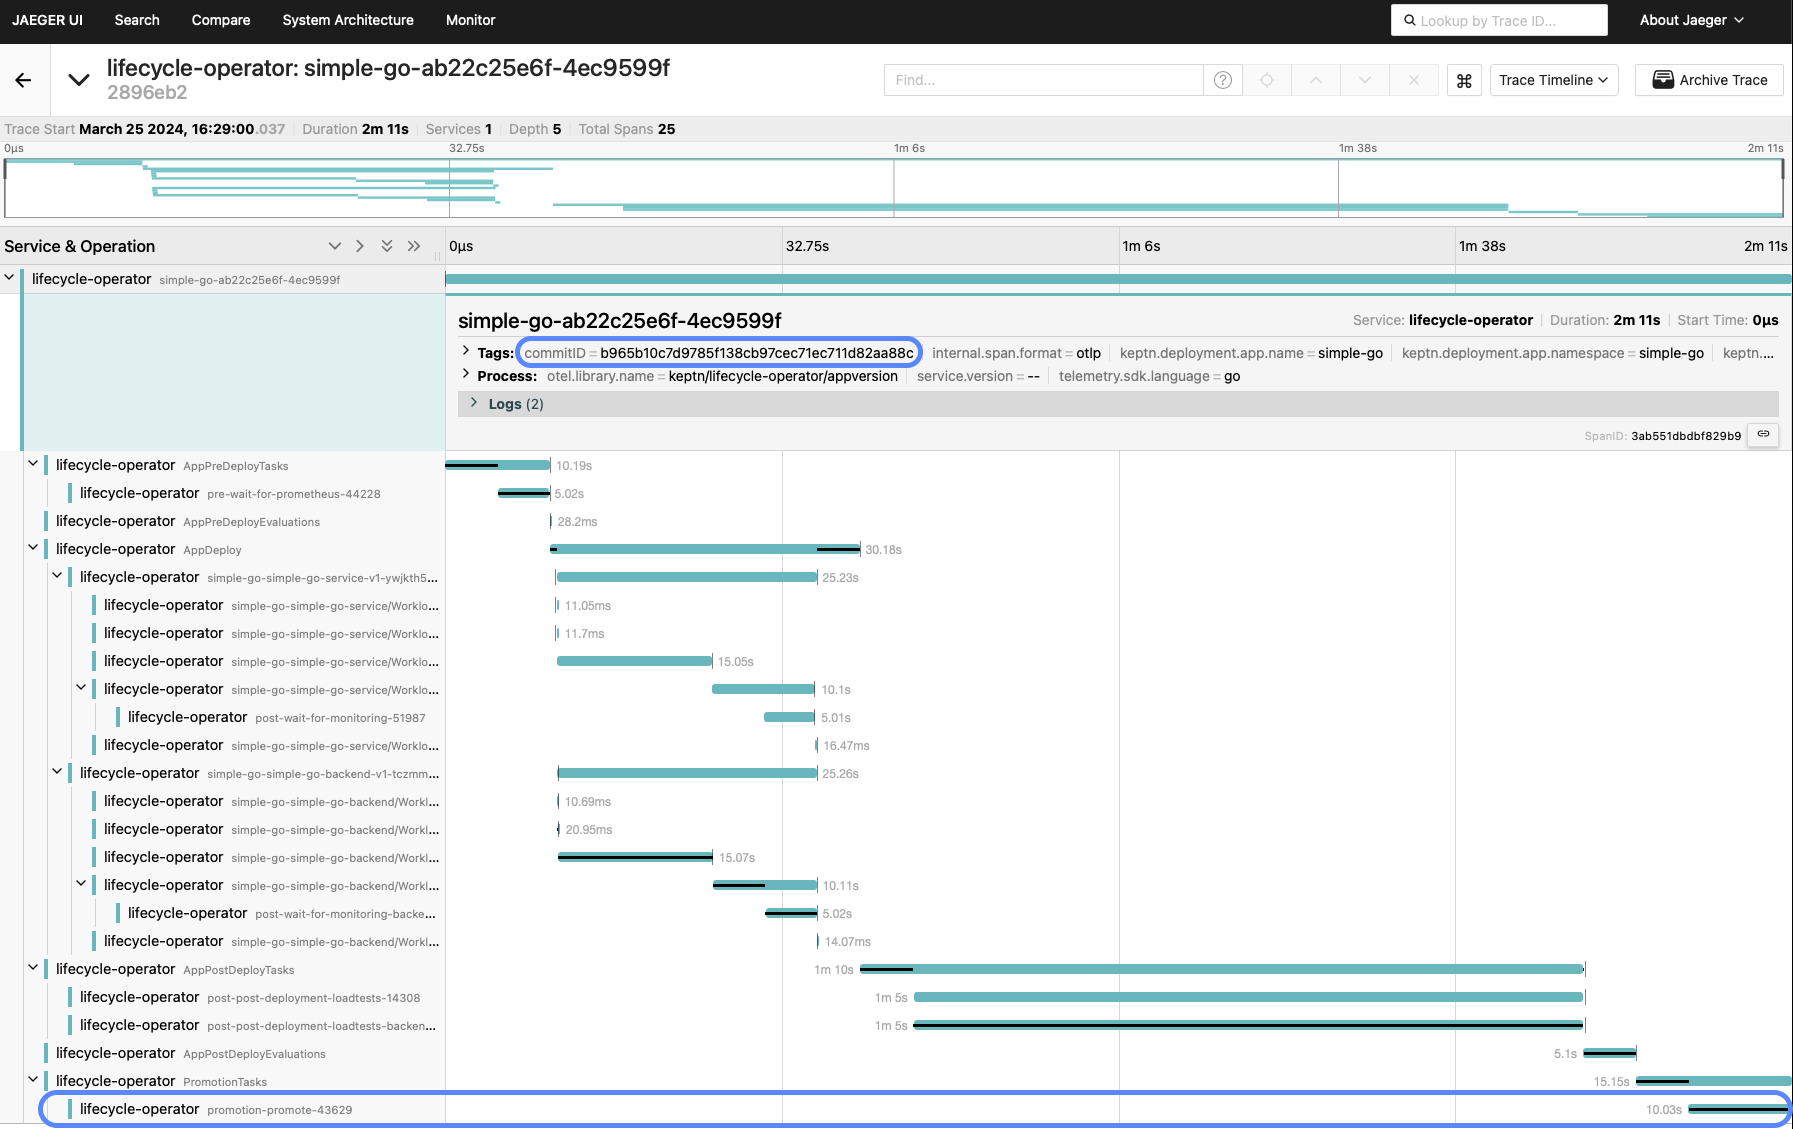 JAEGER UI Search Compare System Architecture Monitor Lookup by Trace ID... About Jaeger
lifecycle-operator: simple-go-ab22c25e6f-4ec9599f
2896eb2
Find... Trace Timeline Archive Trace
Trace Start March 25 2024, 16:29:00.037 Duration 2m 11s Services 1 Depth 5 Total Spans 25
0μs 32.75s 1m 6s 1m 38s 2m 11s
Service & Operation 0μs 32.75s 1m 6s 1m 38s 2m 11s
lifecycle-operator simple-go-ab22c25e6f-4ec9599f
simple-go-ab22c25e6f-4ec9599f Service: lifecycle-operator Duration: 2m 11s Start Time: 0μs
Tags: commitID = b965b10c7d9785f138cb97cec71ec711d82aa88c internal.span.format = otlp keptn.deployment.app.name = simple-go keptn.deployment.app.namespace = simple-go keptn....
Process: otel.library.name = keptn/lifecycle-operator/appversion service.version = -- telemetry.sdk.language = go
Logs (2)
SpanID: 3ab551dbdbf829b9
lifecycle-operator AppPreDeployTasks 10.19s
lifecycle-operator pre-wait-for-prometheus-44228 5.02s
lifecycle-operator AppPreDeployEvaluations 28.2ms
lifecycle-operator AppDeploy 30.18s
lifecycle-operator simple-go-simple-go-service-v1-ywjkth5... 25.23s
lifecycle-operator simple-go-simple-go-service/Worklo... 11.05ms
lifecycle-operator simple-go-simple-go-service/Worklo... 11.7ms
lifecycle-operator simple-go-simple-go-service/Worklo... 15.05s
lifecycle-operator simple-go-simple-go-service/Worklo... 10.1s
lifecycle-operator post-wait-for-monitoring-51987 5.01s
lifecycle-operator simple-go-simple-go-service/Worklo... 16.47ms
lifecycle-operator simple-go-simple-go-backend-v1-tczmm... 25.26s
lifecycle-operator simple-go-simple-go-backend/Workl... 10.69ms
lifecycle-operator simple-go-simple-go-backend/Workl... 20.95ms
lifecycle-operator simple-go-simple-go-backend/Workl... 15.07s
lifecycle-operator simple-go-simple-go-backend/Workl... 10.11s
lifecycle-operator post-wait-for-monitoring-backe... 5.02s
lifecycle-operator simple-go-simple-go-backend/Workl... 14.07ms
lifecycle-operator AppPostDeployTasks 1m 10s
lifecycle-operator post-post-deployment-loadtests-14308 1m 5s
lifecycle-operator post-post-deployment-loadtests-backen... 1m 5s
lifecycle-operator AppPostDeployEvaluations 5.1s
lifecycle-operator PromotionTasks 15.15s
lifecycle-operator promotion-promote-43629 10.03s